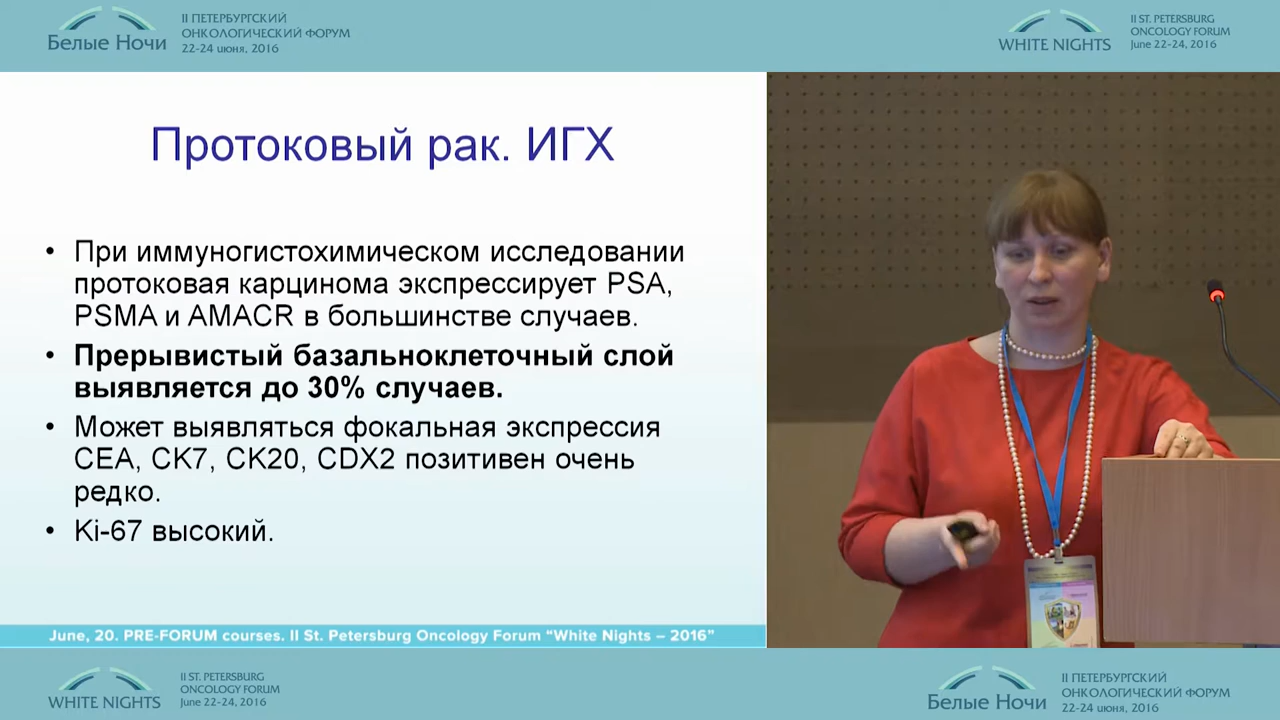 Белые Ночи
II ПЕТЕРБУРГСКИЙ
ОНКОЛОГИЧЕСКИЙ ФОРУМ
22-24 июня, 2016
WHITE NIGHTS
II ST. PETERSBURG
ONCOLOGY FORUM
June 22-24, 2016
Протоковый рак. ИГХ
• При иммуногистохимическом исследовании
протоковая карцинома экспрессирует PSA,
PSMA и AMACR в большинстве случаев.
• Прерывистый базальноклеточный слой
выявляется до 30% случаев.
• Может выявляться фокальная экспрессия
CEA, CK7, CK20, CDX2 позитивен очень
редко.
• Ki-67 высокий.
June, 20. PRE-FORUM courses. II St. Petersburg Oncology Forum “White Nights – 2016”
WHITE NIGHTS
II ST. PETERSBURG
ONCOLOGY FORUM
June 22-24, 2016
Белые Ночи
II ПЕТЕРБУРГСКИЙ
ОНКОЛОГИЧЕСКИЙ ФОРУМ
22-24 июня, 2016